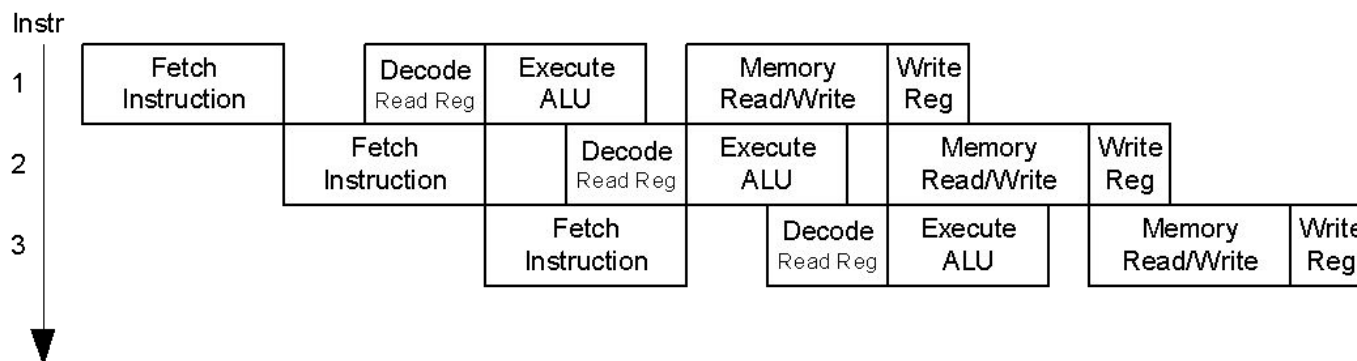 Instr
1
Fetch Instruction
Decode Read Reg
Execute ALU
Memory Read/Write
Write Reg
2
Fetch Instruction
Decode Read Reg
Execute ALU
Memory Read/Write
Write Reg
3
Fetch Instruction
Decode Read Reg
Execute ALU
Memory Read/Write
Write Reg